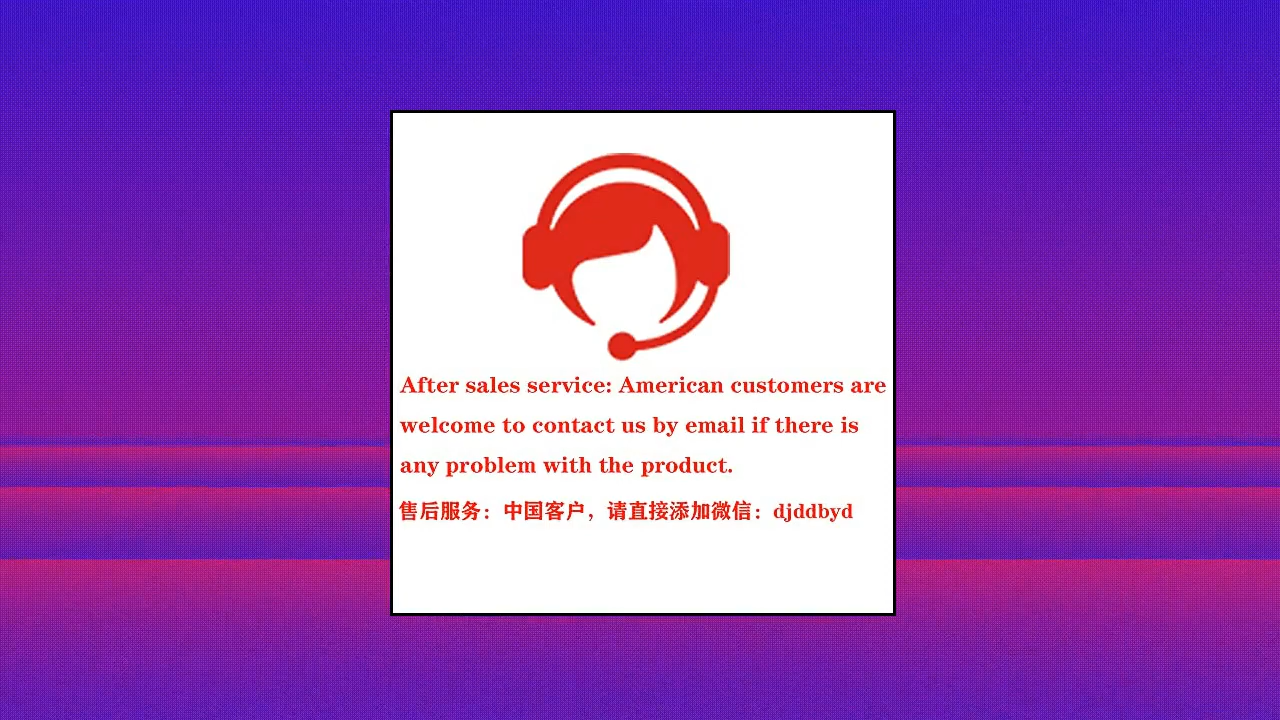 After sales service: American customers are
welcome to contact us by email if there is
any problem with the product.
售后服务：中国客户，请直接添加微信：djddbyd